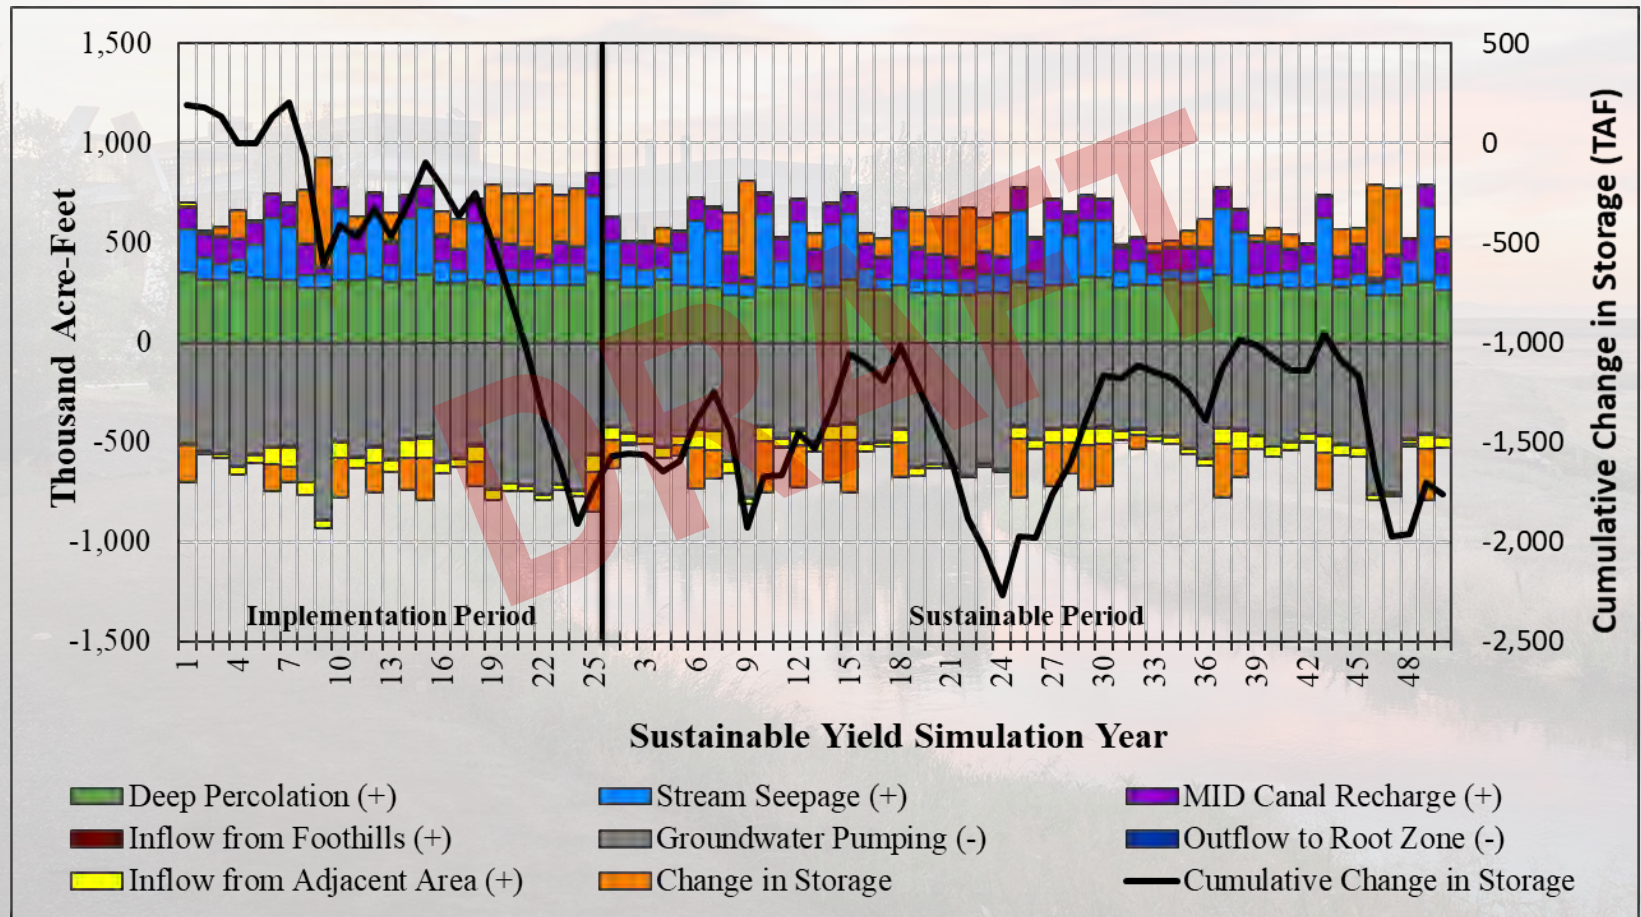 1,500
1,000
500
0
-500
-1,000
-1,500
Thousand Acre-Feet
500
0
-500
-1,000
-1,500
-2,000
-2,500
Cumulative Change in Storage (TAF)
DRAFT
Implementation Period
Sustainable Period
1 4 7 10 13 16 19 22 25 3 6 9 12 15 18 21 24 27 30 33 36 39 42 45 48
Sustainable Yield Simulation Year
Deep Percolation (+) Stream Seepage (+) MID Canal Recharge (+)
Inflow from Foothills (+) Groundwater Pumping (-) Outflow to Root Zone (-)
Inflow from Adjacent Area (+) Change in Storage Cumulative Change in Storage